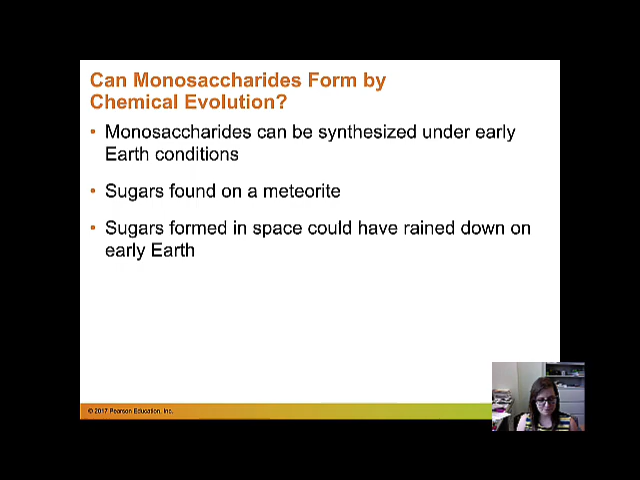 Can Monosaccharides Form by
Chemical Evolution?
• Monosaccharides can be synthesized under early
Earth conditions
• Sugars found on a meteorite
• Sugars formed in space could have rained down on
early Earth
© 2017 Pearson Education, Inc.